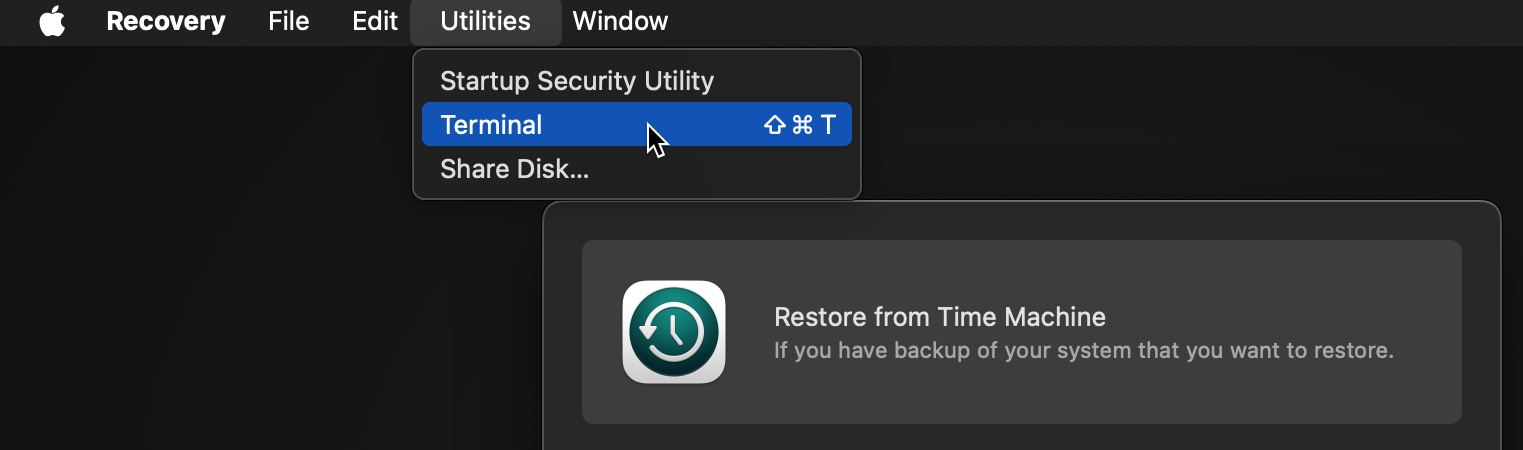 Recovery File Edit Utilities Window
Startup Security Utility
Terminal ⇧⌘T
Share Disk...
Restore from Time Machine
If you have backup of your system that you want to restore.